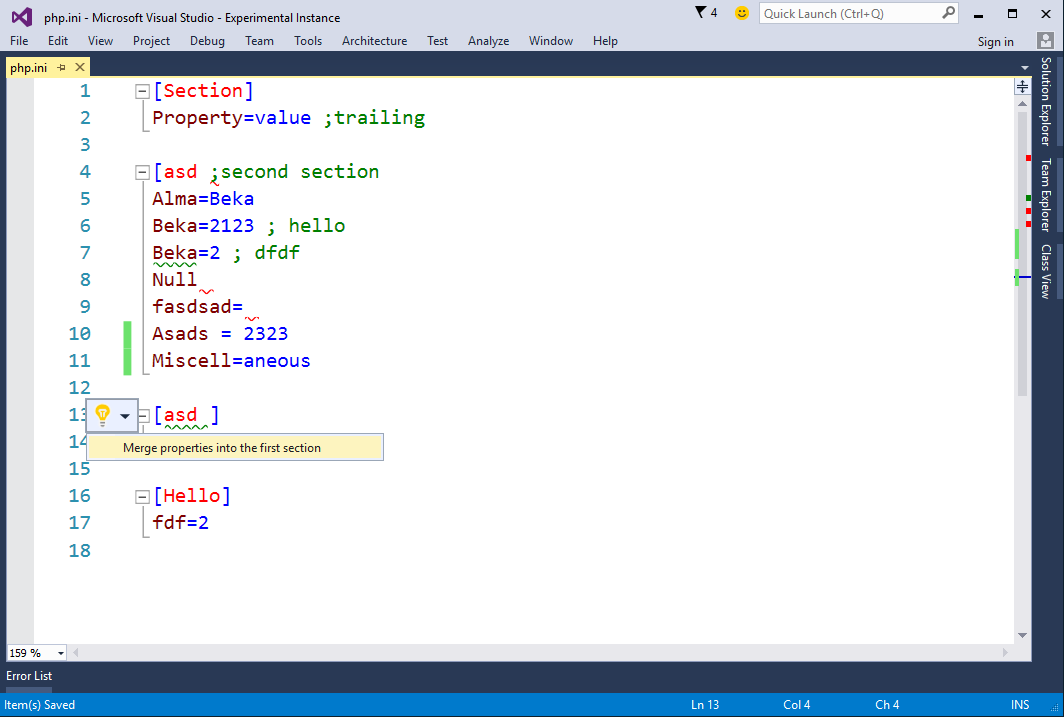 php.ini - Microsoft Visual Studio - Experimental Instance
4
Quick Launch (Ctrl+Q)
File Edit View Project Debug Team Tools Architecture Test Analyze Window Help
Sign in
php.ini
1 [Section]
2 Property=value ;trailing
3
4 [asd ;second section
5 Alma=Beka
6 Beka=2123 ; hello
7 Beka=2 ; dfdf
8 Null
9 fasdsad=
10 Asads = 2323
11 Miscell=aneous
12
13 [asd ]
Merge properties into the first section
14
15
16 [Hello]
17 fdf=2
18
Solution Explorer
Team Explorer
Class View
159 %
Error List
Item(s) Saved
Ln 13 Col 4 Ch 4 INS